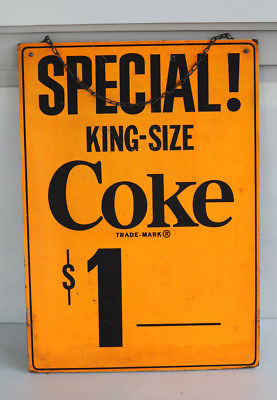 SPECIAL!
KING-SIZE
Coke
TRADE-MARK ®
$1